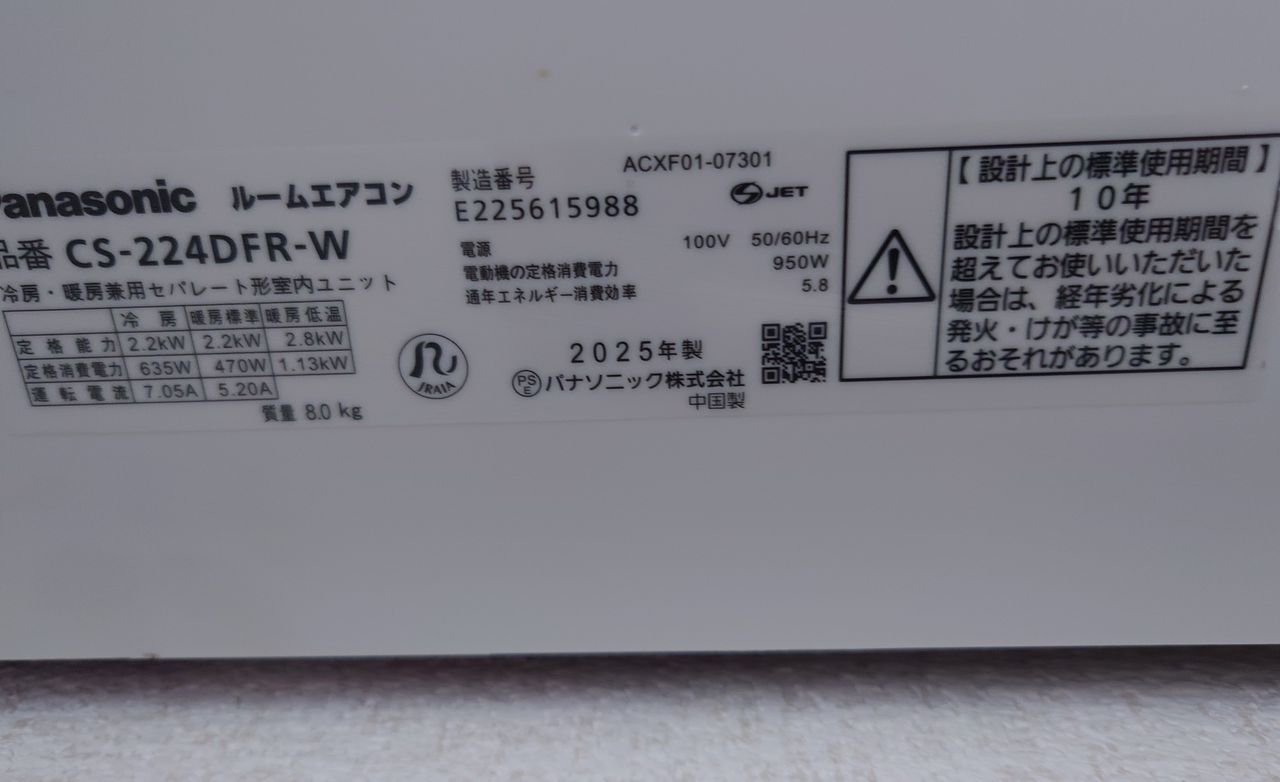 Panasonic ルームエアコン
品番 CS-224DFR-W
冷房・暖房兼用セパレート形室内ユニット
冷房 暖房標準 暖房低温
定格能力 2.2kW 2.2kW 2.8kW
定格消費電力 635W 470W 1.13kW
運転電流 7.05A 5.20A
質量 8.0 kg
JRAIA
製造番号 ACXF01-07301
E225615988
JET
電源 100V 50/60Hz
電動機の定格消費電力 950W
通年エネルギー消費効率 5.8
2025年製
PSE パナソニック株式会社
中国製
【設計上の標準使用期間】
10年
設計上の標準使用期間を
超えてお使いいただいた
場合は、経年劣化による
発火・けが等の事故に至
るおそれがあります。